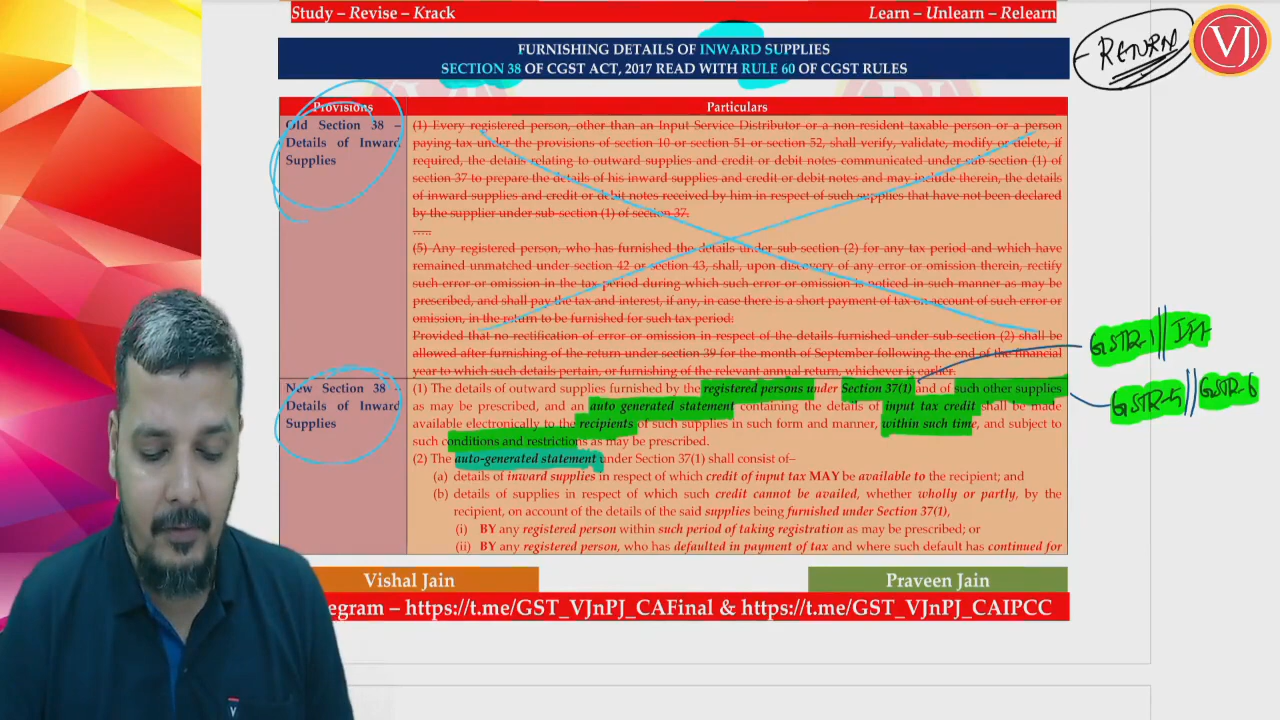 Study – Revise – Krack
Learn – Unlearn – Relearn
– RETURN
VJ
FURNISHING DETAILS OF INWARD SUPPLIES
SECTION 38 OF CGST ACT, 2017 READ WITH RULE 60 OF CGST RULES
Provisions
Particulars
Old Section 38 –
Details of Inward
Supplies
(1) Every registered person, other than an Input Service Distributor or a non-resident taxable person or a person
paying tax under the provisions of section 10 or section 51 or section 52, shall verify, validate, modify or delete, if
required, the details relating to outward supplies and credit or debit notes communicated under sub-section (1) of
section 37 to prepare the details of his inward supplies and credit or debit notes and may include therein, the details
of inward supplies and credit or debit notes received by him in respect of such supplies that have not been declared
by the supplier under sub-section (1) of section 37.
…..
(5) Any registered person, who has furnished the details under sub-section (2) for any tax period and which have
remained unmatched under section 42 or section 43, shall, upon discovery of any error or omission therein, rectify
such error or omission in the tax period during which such error or omission is noticed in such manner as may be
prescribed, and shall pay the tax and interest, if any, in case there is a short payment of tax on account of such error or
omission, in the return to be furnished for such tax period:
Provided that no rectification of error or omission in respect of the details furnished under sub-section (2) shall be
allowed after furnishing of the return under section 39 for the month of September following the end of the financial
year to which such details pertain, or furnishing of the relevant annual return, whichever is earlier.
GSTR-1 || IFF
New Section 38 –
Details of Inward
Supplies
(1) The details of outward supplies furnished by the registered persons under Section 37(1) and of such other supplies
as may be prescribed, and an auto generated statement containing the details of input tax credit shall be made
available electronically to the recipients of such supplies in such form and manner, within such time, and subject to
such conditions and restrictions as may be prescribed.
GSTR-5 || GSTR-6
(2) The auto-generated statement under Section 37(1) shall consist of–
(a) details of inward supplies in respect of which credit of input tax MAY be available to the recipient; and
(b) details of supplies in respect of which such credit cannot be availed, whether wholly or partly, by the
recipient, on account of the details of the said supplies being furnished under Section 37(1),
(i) BY any registered person within such period of taking registration as may be prescribed; or
(ii) BY any registered person, who has defaulted in payment of tax and where such default has continued for
Vishal Jain
Praveen Jain
egram – https://t.me/GST_VJnPJ_CAFinal & https://t.me/GST_VJnPJ_CAIPCC